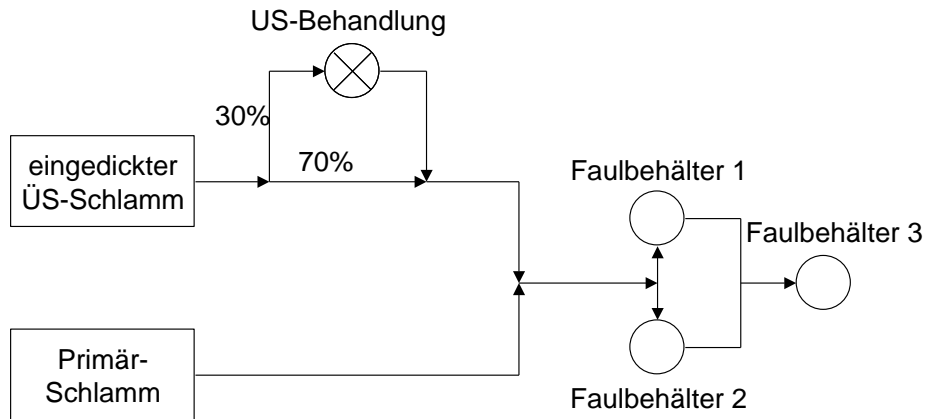 US-Behandlung
30%
70%
eingedickter
ÜS-Schlamm
Faulbehälter 1
Faulbehälter 3
Primär-
Schlamm
Faulbehälter 2